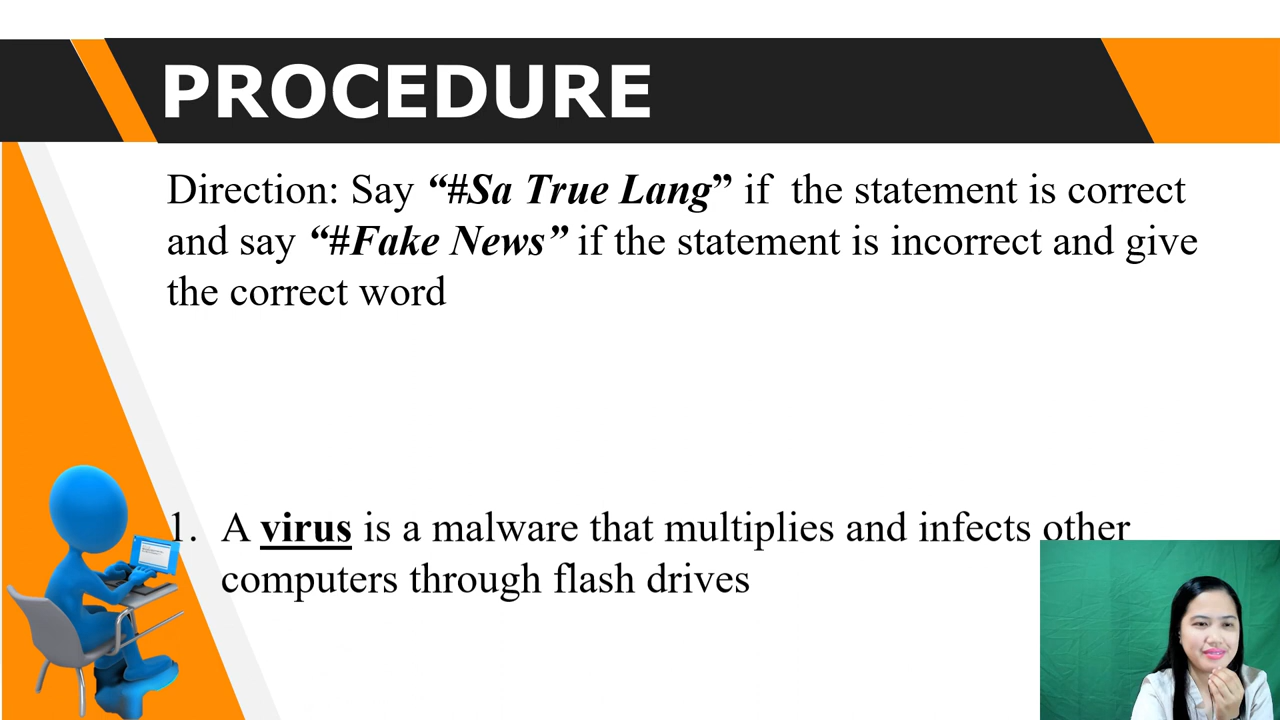 PROCEDURE
Direction: Say “#Sa True Lang” if the statement is correct
and say “#Fake News” if the statement is incorrect and give
the correct word
1. A virus is a malware that multiplies and infects other
computers through flash drives